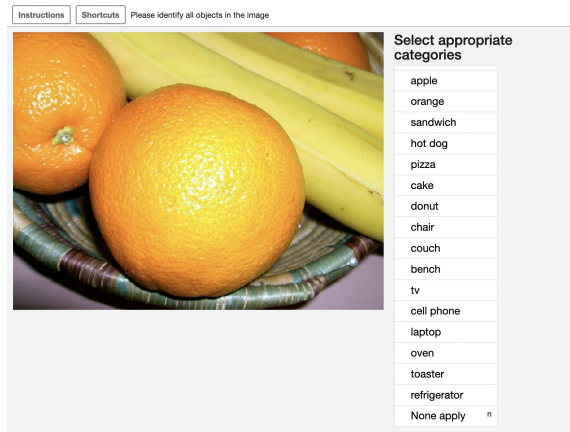 Instructions
Shortcuts
Please identify all objects in the image
Select appropriate
categories
apple
orange
sandwich
hot dog
pizza
cake
donut
chair
couch
bench
tv
cell phone
laptop
oven
toaster
refrigerator
None apply n